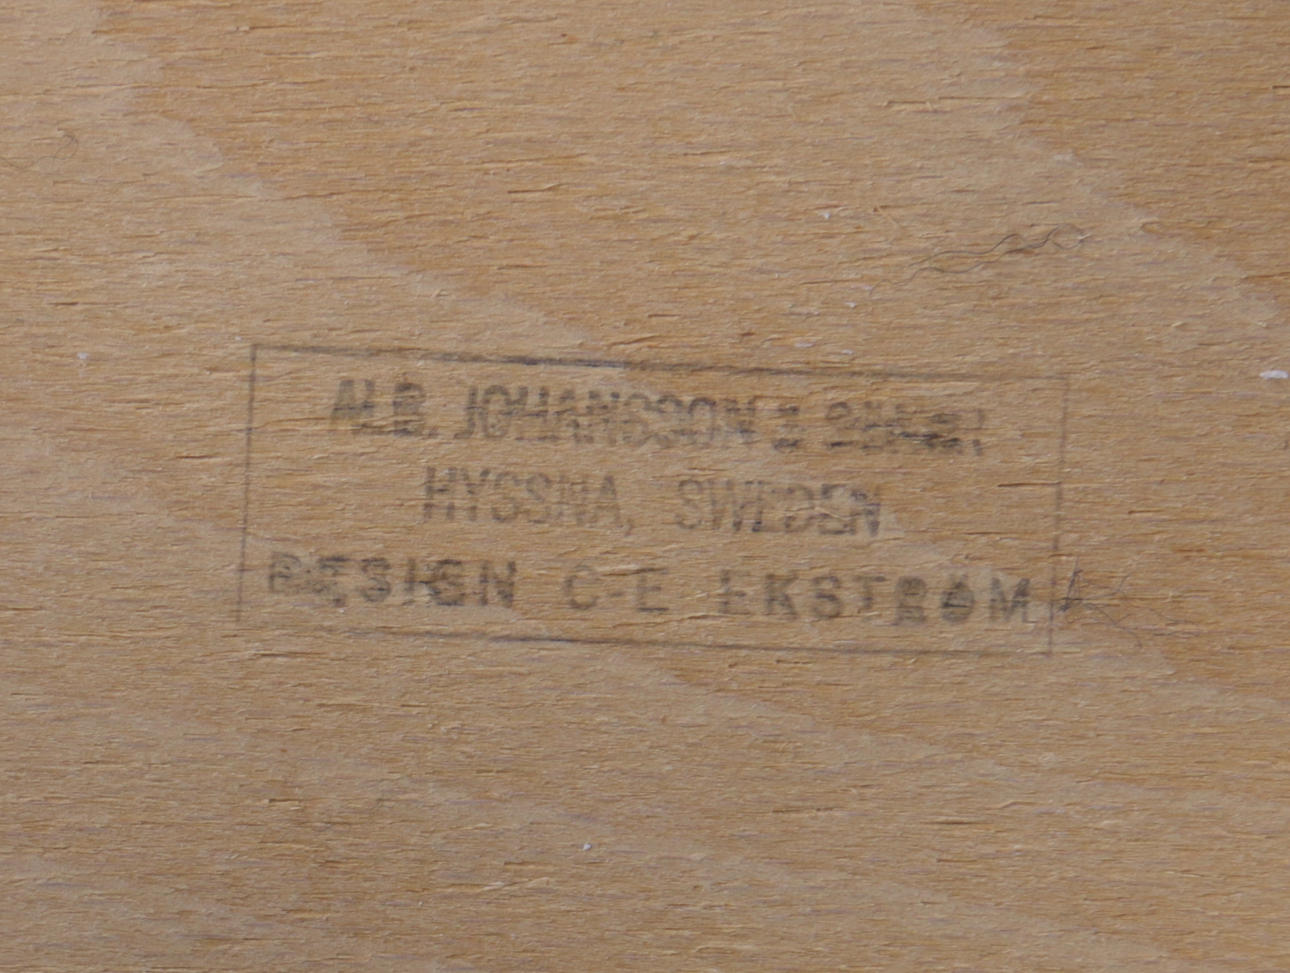 ALB. JOHANSSON & SÖNER
HYSSNA, SWEDEN
DESIGN C-E EKSTRÖM